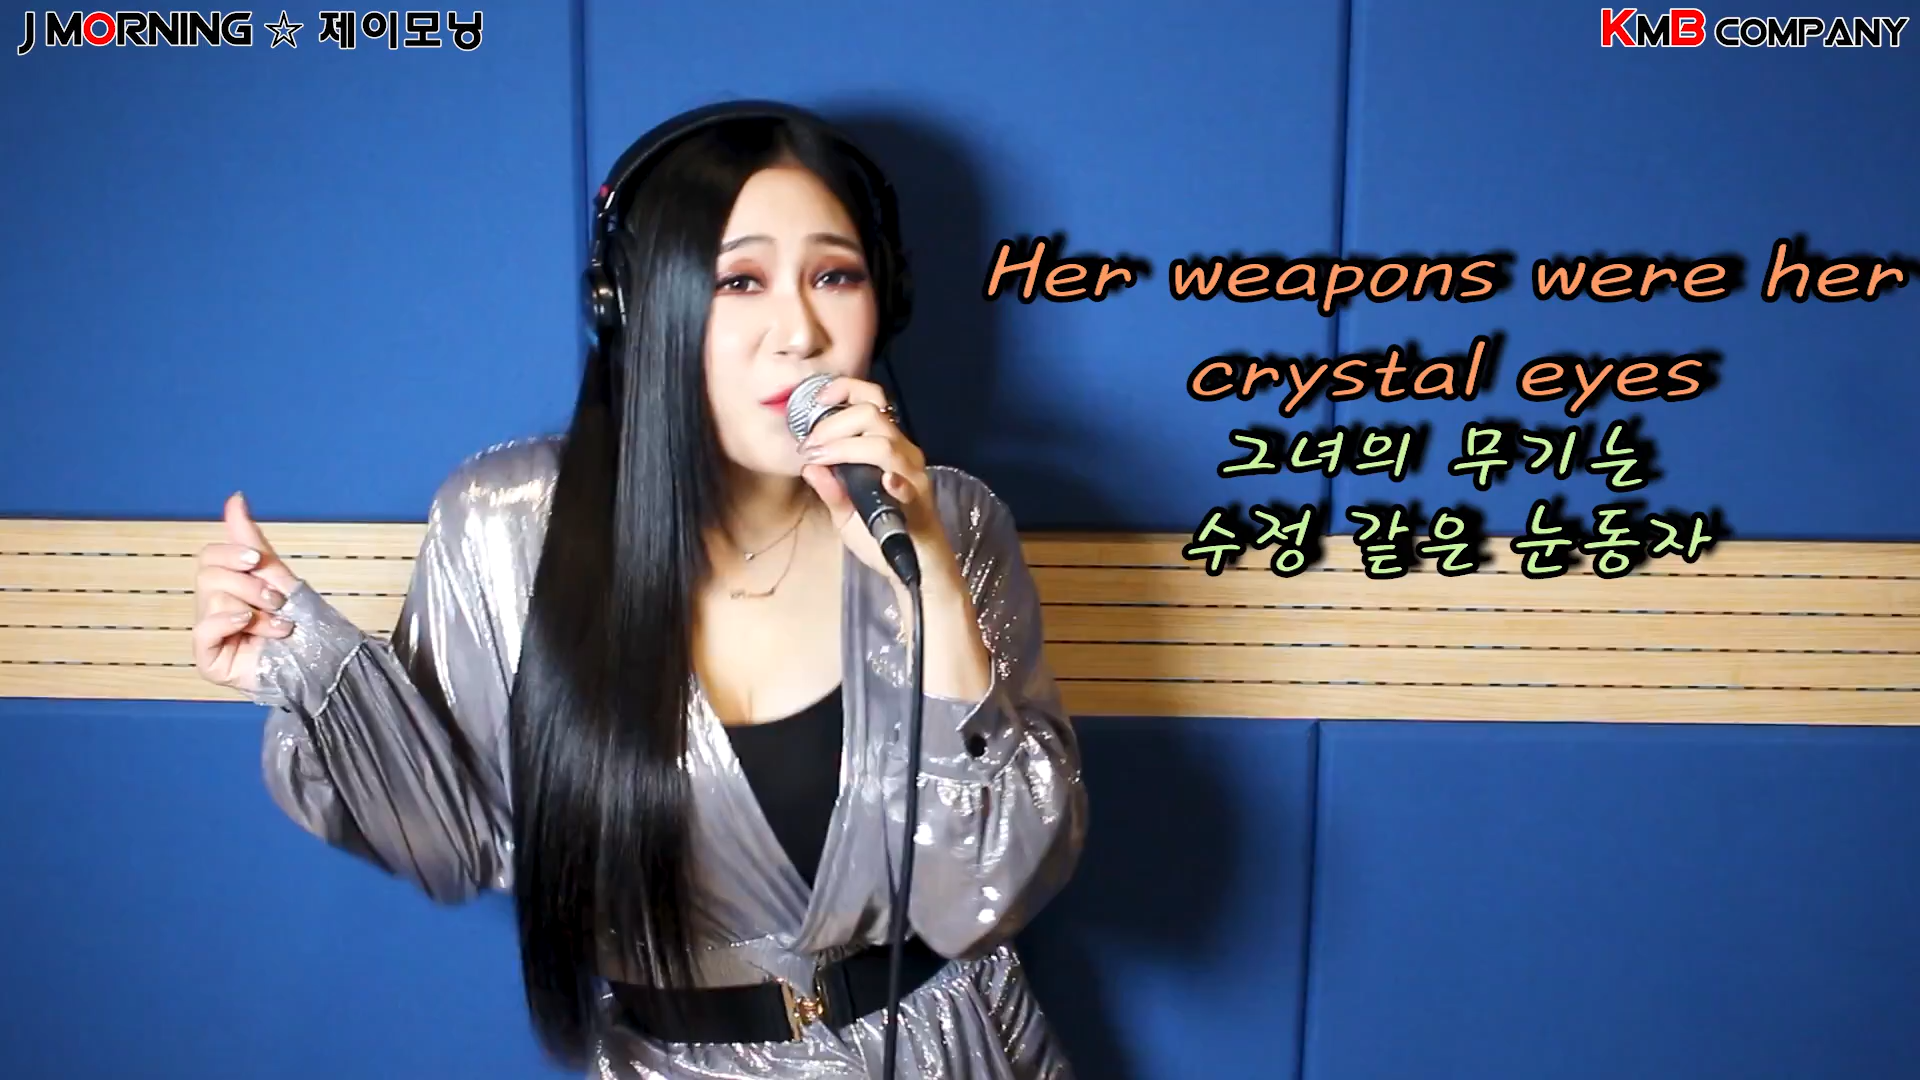 J MORNING ☆ 제이모닝
KMB COMPANY
Her weapons were her
crystal eyes
그녀의 무기는
수정 같은 눈동자